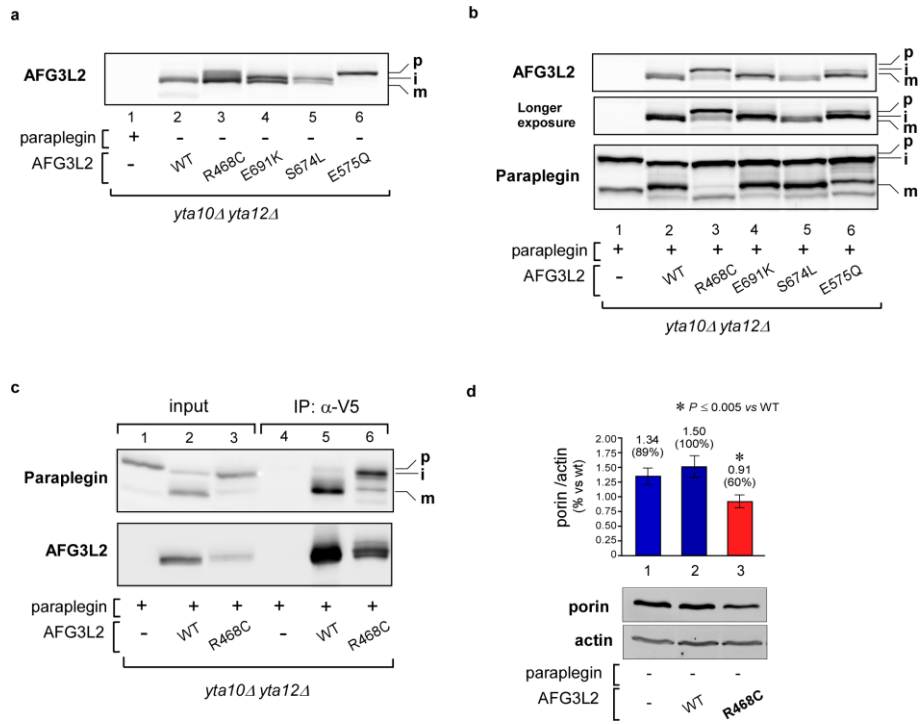 a
AFG3L2
p
i
m
1 2 3 4 5 6
paraplegin + - - - - -
AFG3L2 - WT R468C E691K S674L E575Q
yta10Δ yta12Δ
b
AFG3L2
p
i
m
Longer
exposure
p
i
m
Paraplegin
p
i
m
1 2 3 4 5 6
paraplegin + + + + + +
AFG3L2 - WT R468C E691K S674L E575Q
yta10Δ yta12Δ
c
input IP: α-V5
1 2 3 4 5 6
Paraplegin
p
i
m
AFG3L2
paraplegin + + + + + +
AFG3L2 - WT R468C - WT R468C
yta10Δ yta12Δ
d
* P ≤ 0.005 vs WT
porin /actin
(% vs wt)
2.00
1.75
1.50
1.25
1.00
0.75
0.50
0.25
0
1.34
(89%)
1.50
(100%)
*
0.91
(60%)
1 2 3
porin
actin
paraplegin - - -
AFG3L2 - WT R468C